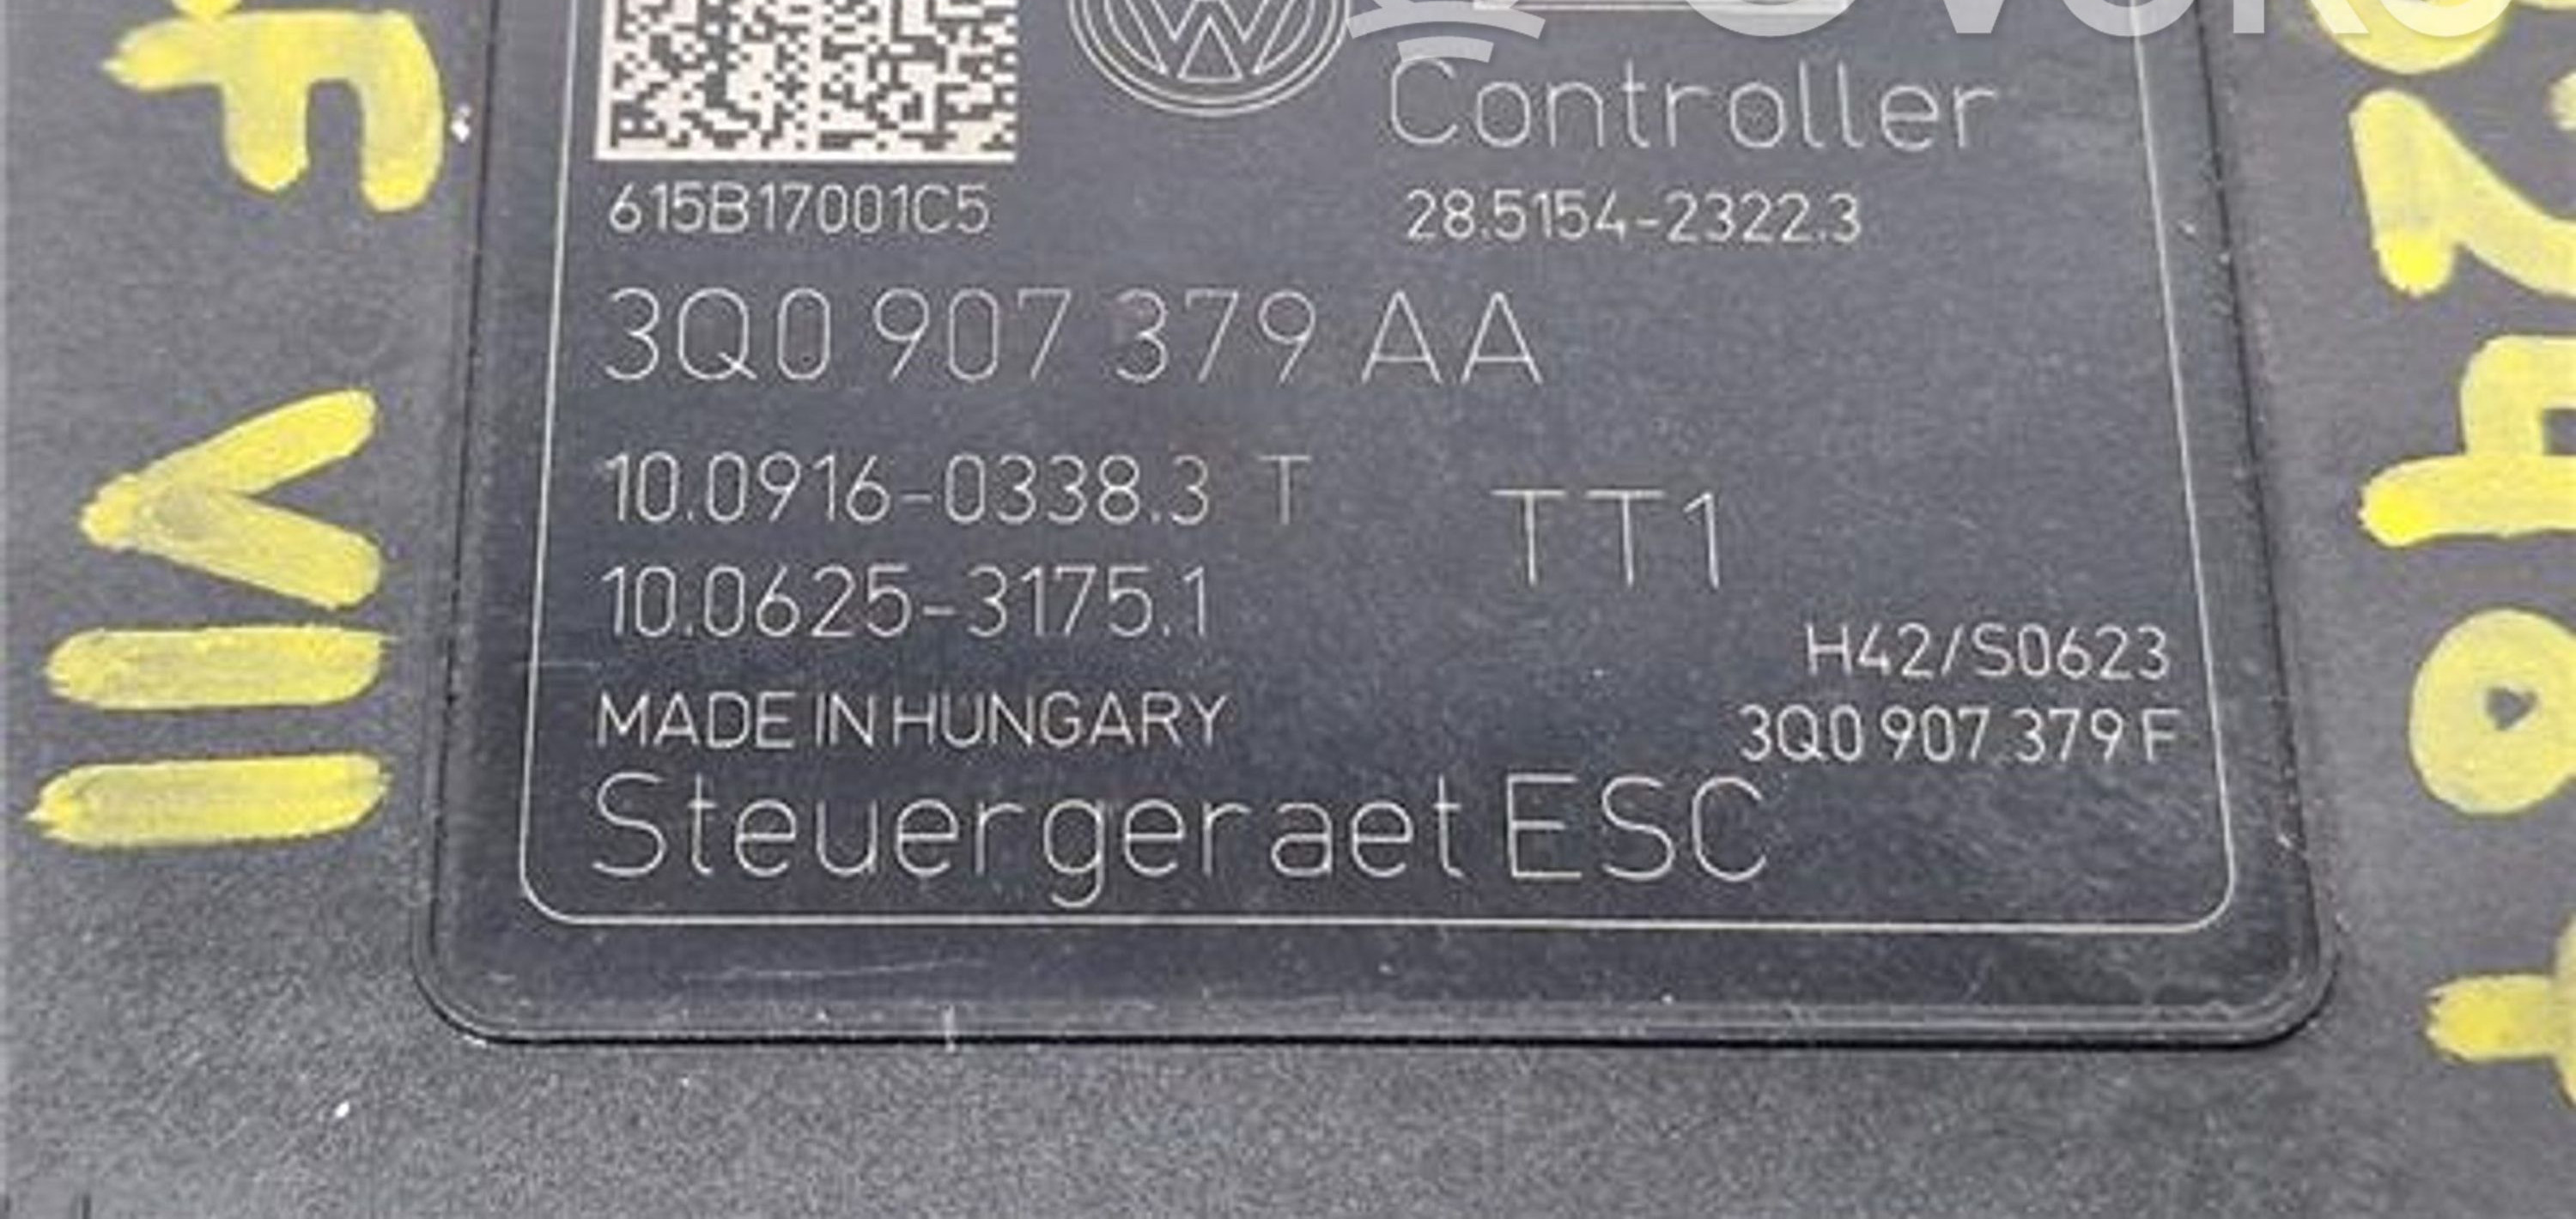 Controller
615B17001C5
28.5154-2322.3
3Q0 907 379 AA
10.0916-0338.3 T
TT1
10.0625-3175.1
H42/S0623
MADE IN HUNGARY
3Q0 907 379 F
Steuergeraet ESC
F VII